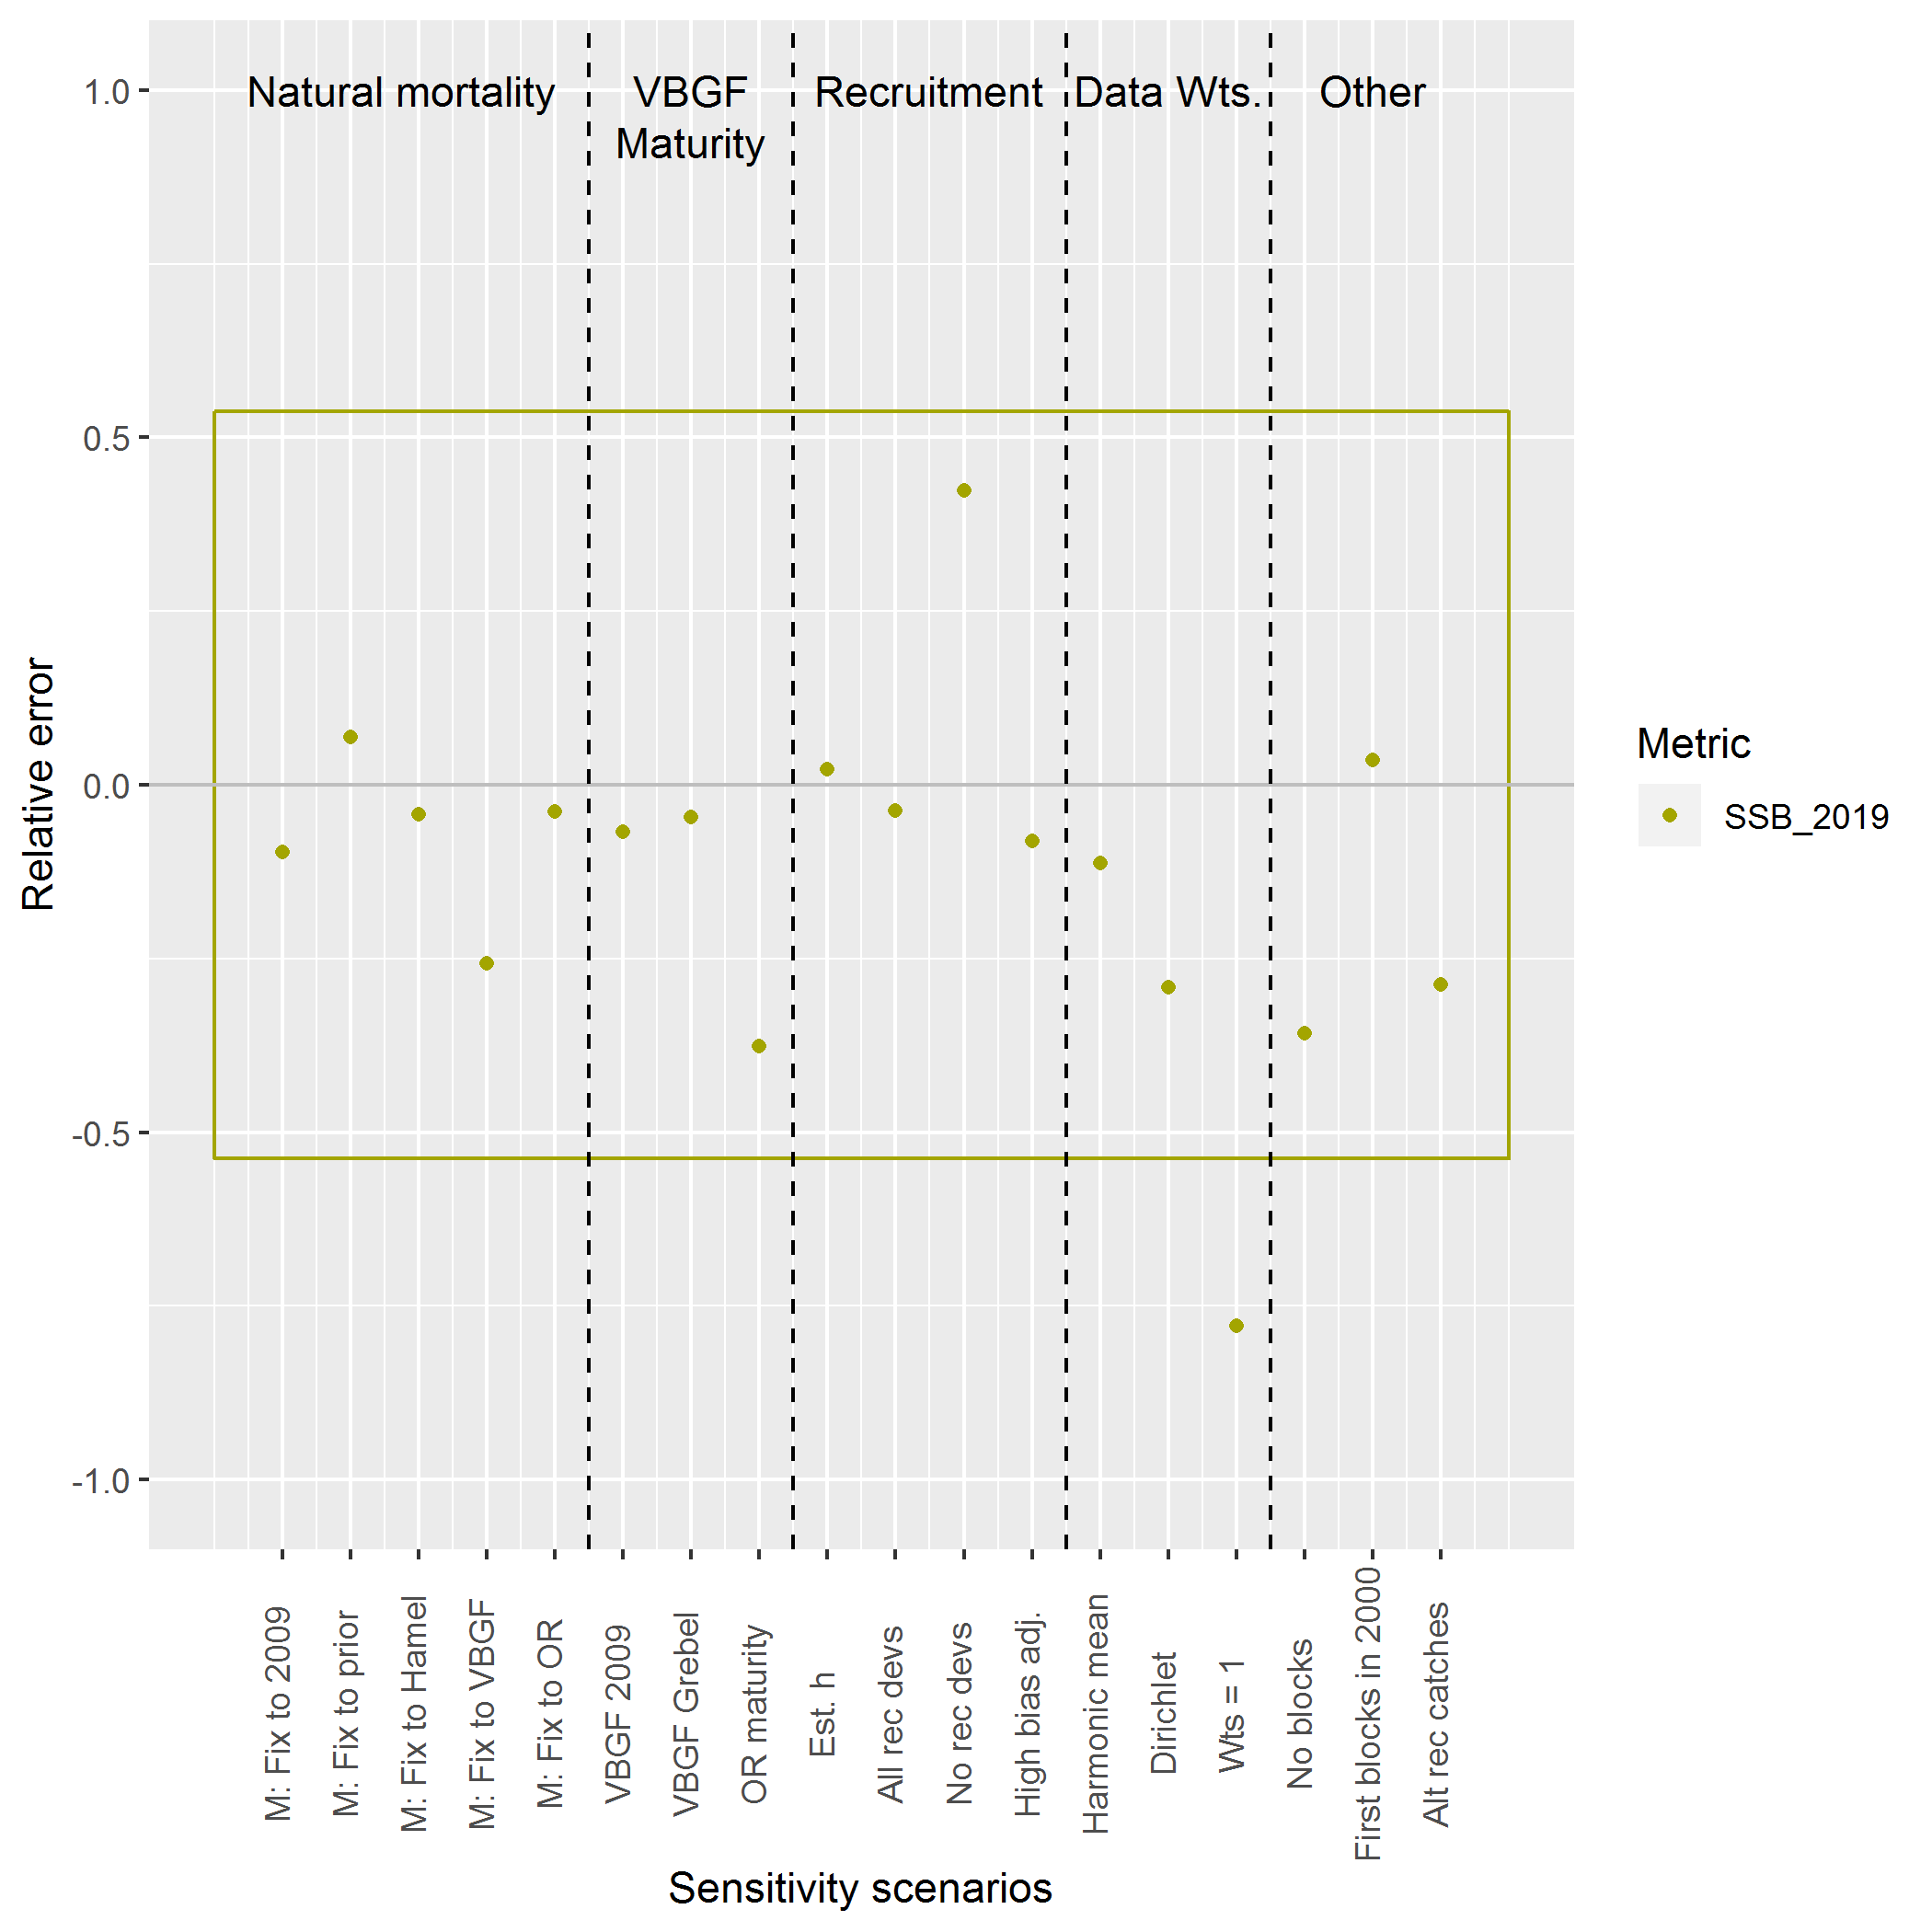 Natural mortality
VBGF
Maturity
Recruitment
Data Wts.
Other
1.0
0.5
0.0
-0.5
-1.0
Relative error
M: Fix to 2009
M: Fix to prior
M: Fix to Hamel
M: Fix to VBGF
M: Fix to OR
VBGF 2009
VBGF Grebel
OR maturity
Est. h
All rec devs
No rec devs
High bias adj.
Harmonic mean
Dirichlet
Wts = 1
No blocks
First blocks in 2000
Alt rec catches
Sensitivity scenarios
Metric
SSB_2019